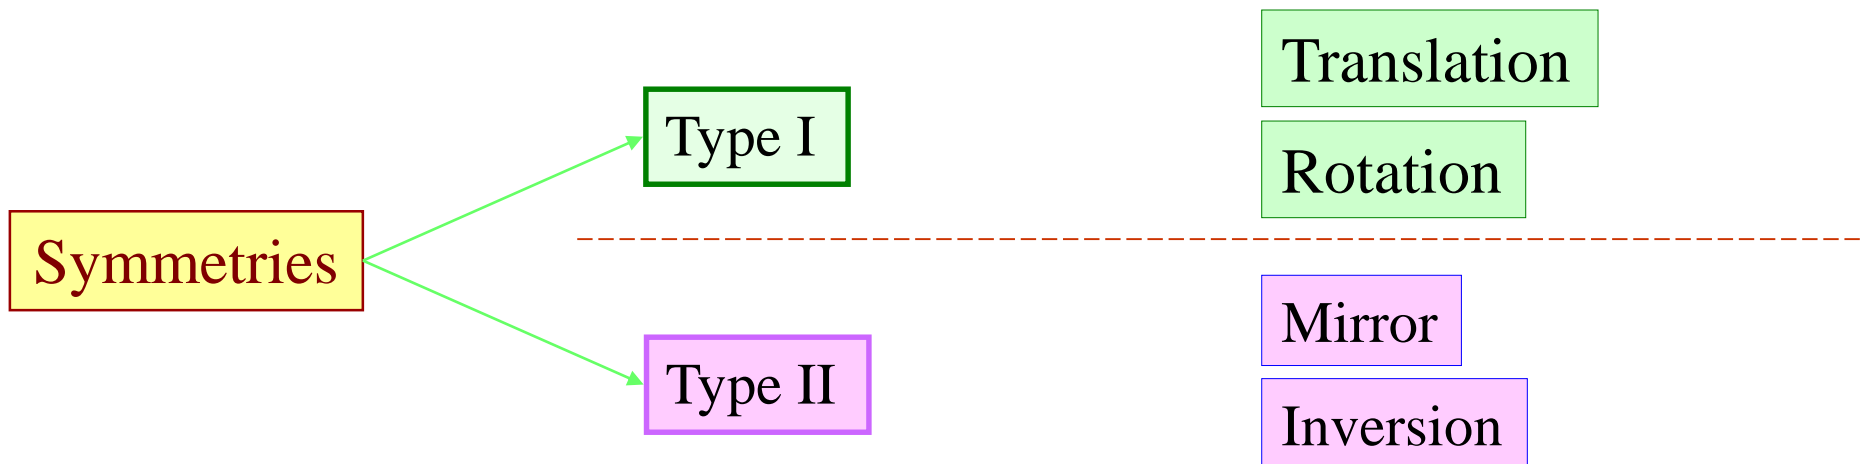 Symmetries
Type I
Translation
Rotation
Type II
Mirror
Inversion